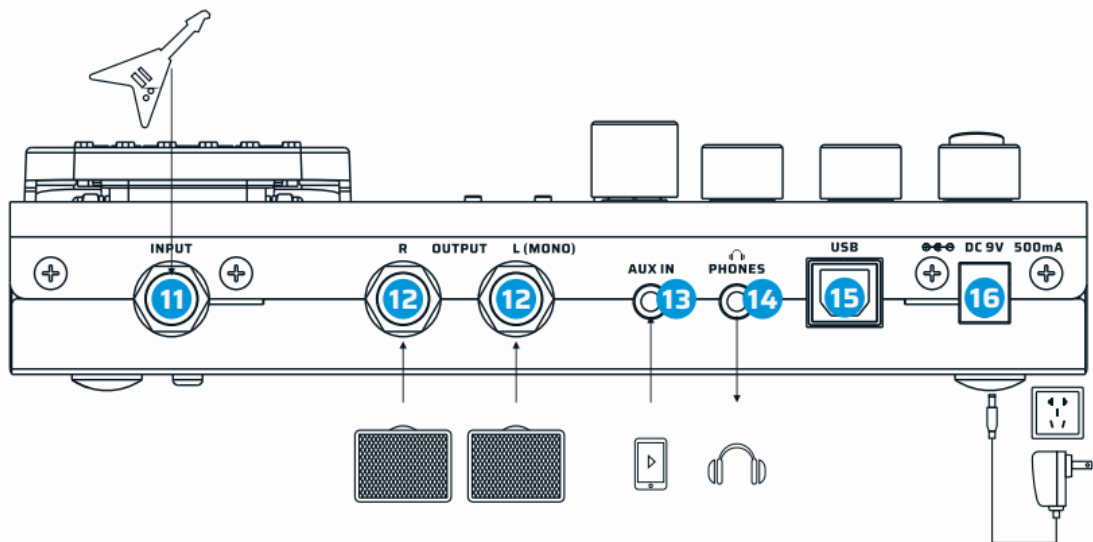 INPUT
R OUTPUT L (MONO)
AUX IN
PHONES
USB
DC 9V 500mA
11
12
12
13
14
15
16